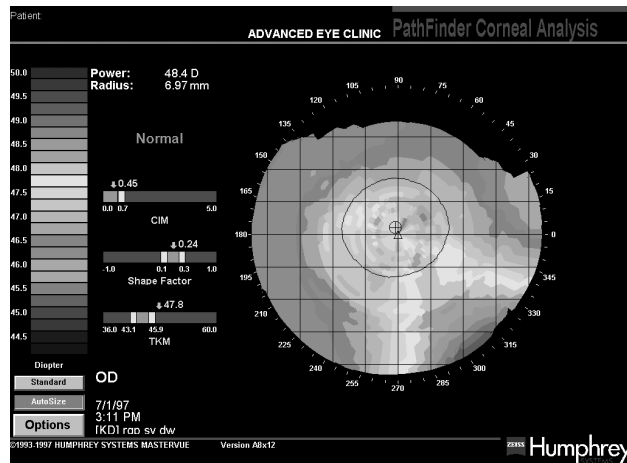 Patient:
ADVANCED EYE CLINIC PathFinder Corneal Analysis
Power: 48.4 D
Radius: 6.97 mm
Normal
0.45
0.0 0.7 5.0
CIM
0.24
-1.0 0.1 0.3 1.0
Shape Factor
47.8
36.0 43.1 45.9 60.0
TKM
50.0
49.5
49.0
48.5
48.0
47.5
47.0
46.5
46.0
45.5
45.0
44.5
Diopter
Standard
AutoSize
Options
OD
7/1/97
3:11 PM
[KD] rgp sv dw
90
75
60
45
30
15
0
345
330
315
300
285
270
255
240
225
210
195
180
165
150
135
120
105
©1993-1997 HUMPHREY SYSTEMS MASTERVUE Version A8x12
ZEISS Humphrey
SYSTEMS